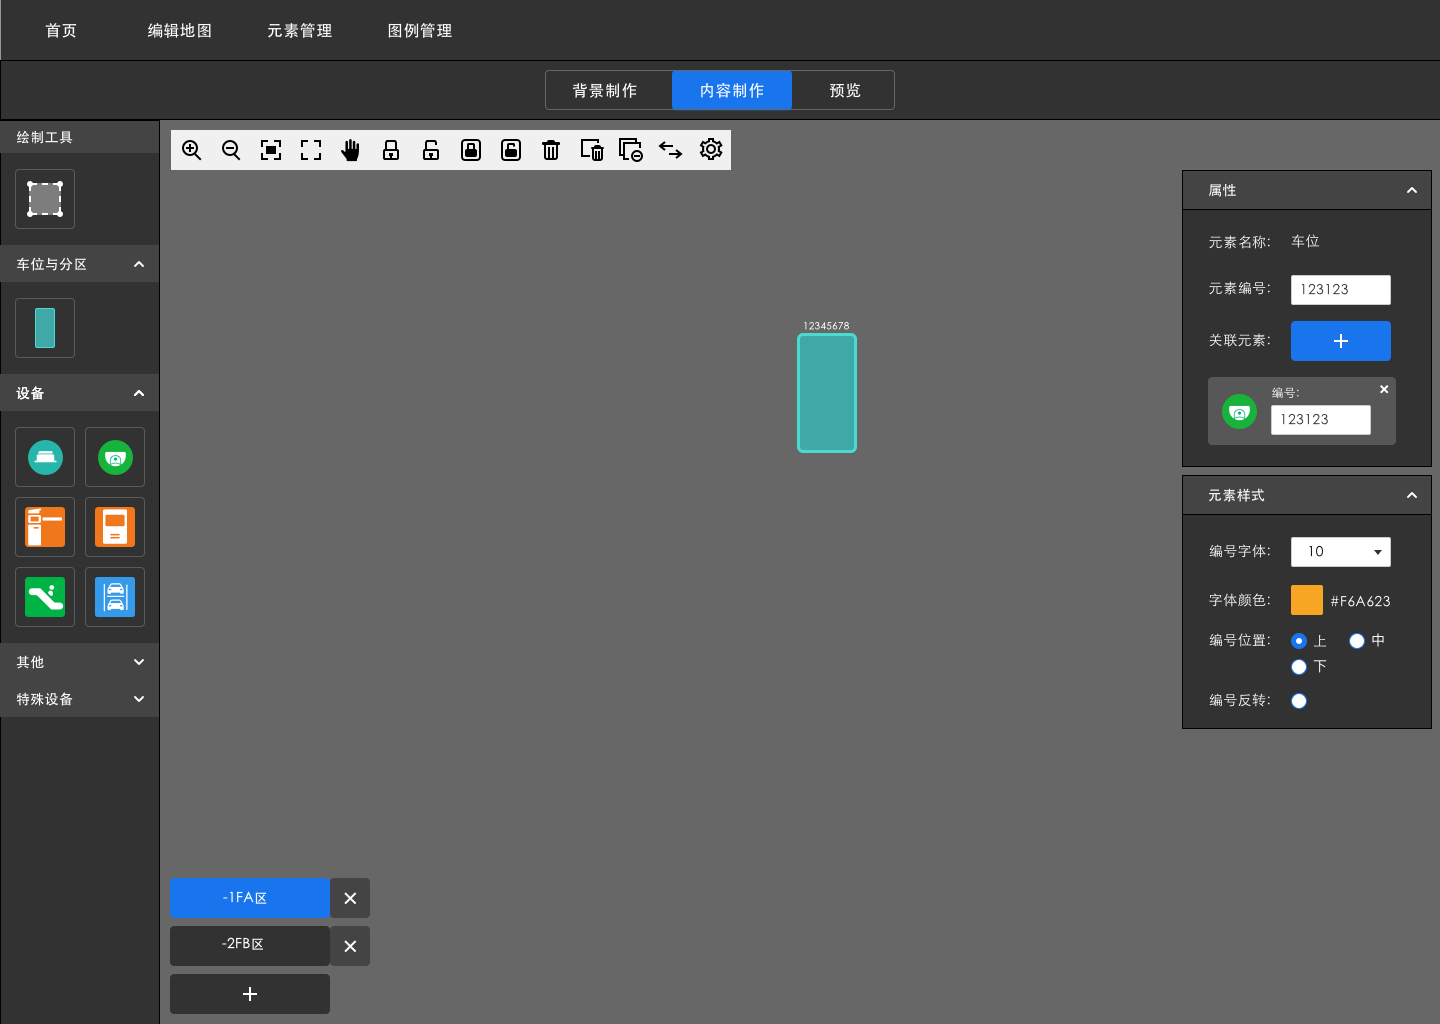 首页 编辑地图 元素管理 图例管理
背景制作 内容制作 预览
绘制工具
车位与分区
设备
其他
特殊设备
12345678
-1FA区
-2FB区
属性
元素名称: 车位
元素编号: 123123
关联元素:
编号:
123123
元素样式
编号字体: 10
字体颜色: #F6A623
编号位置: 上 中
下
编号反转: